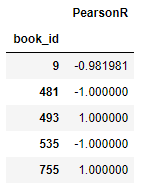 PearsonR
book_id
9 -0.981981
481 -1.000000
493 1.000000
535 -1.000000
755 1.000000